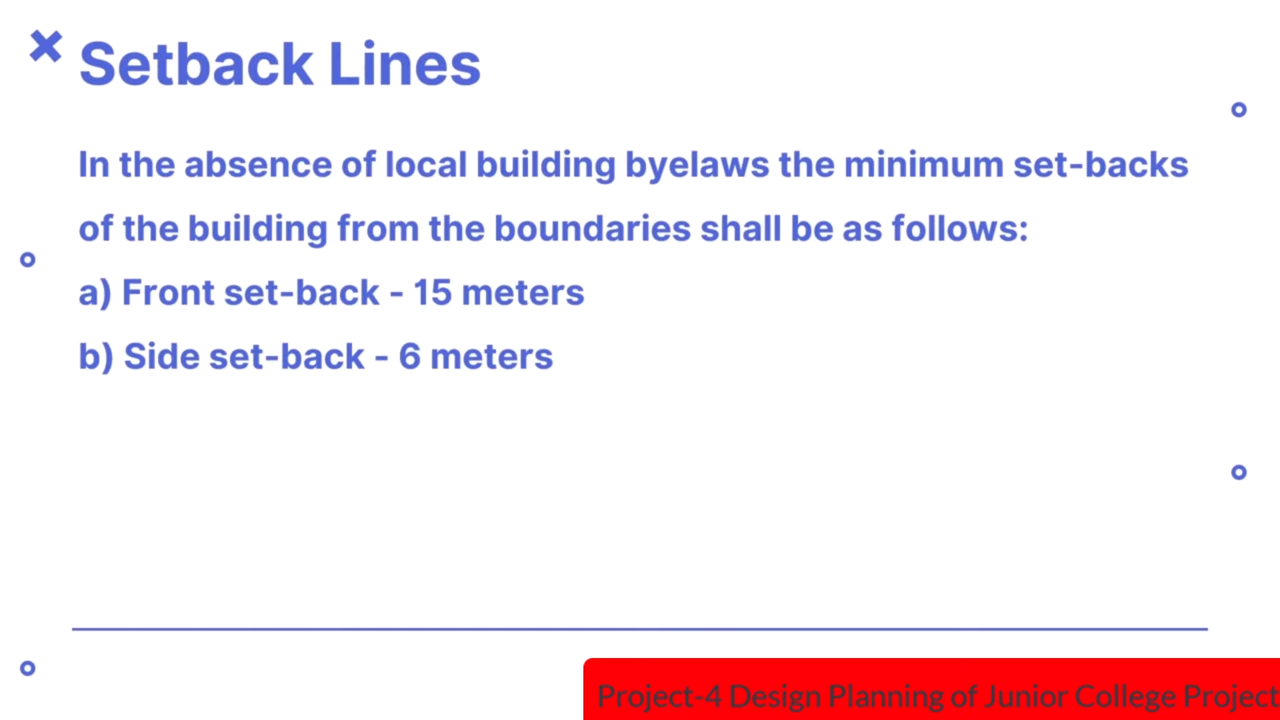 Setback Lines
In the absence of local building byelaws the minimum set-backs
of the building from the boundaries shall be as follows:
a) Front set-back - 15 meters
b) Side set-back - 6 meters
Project-4 Design Planning of Junior College Project